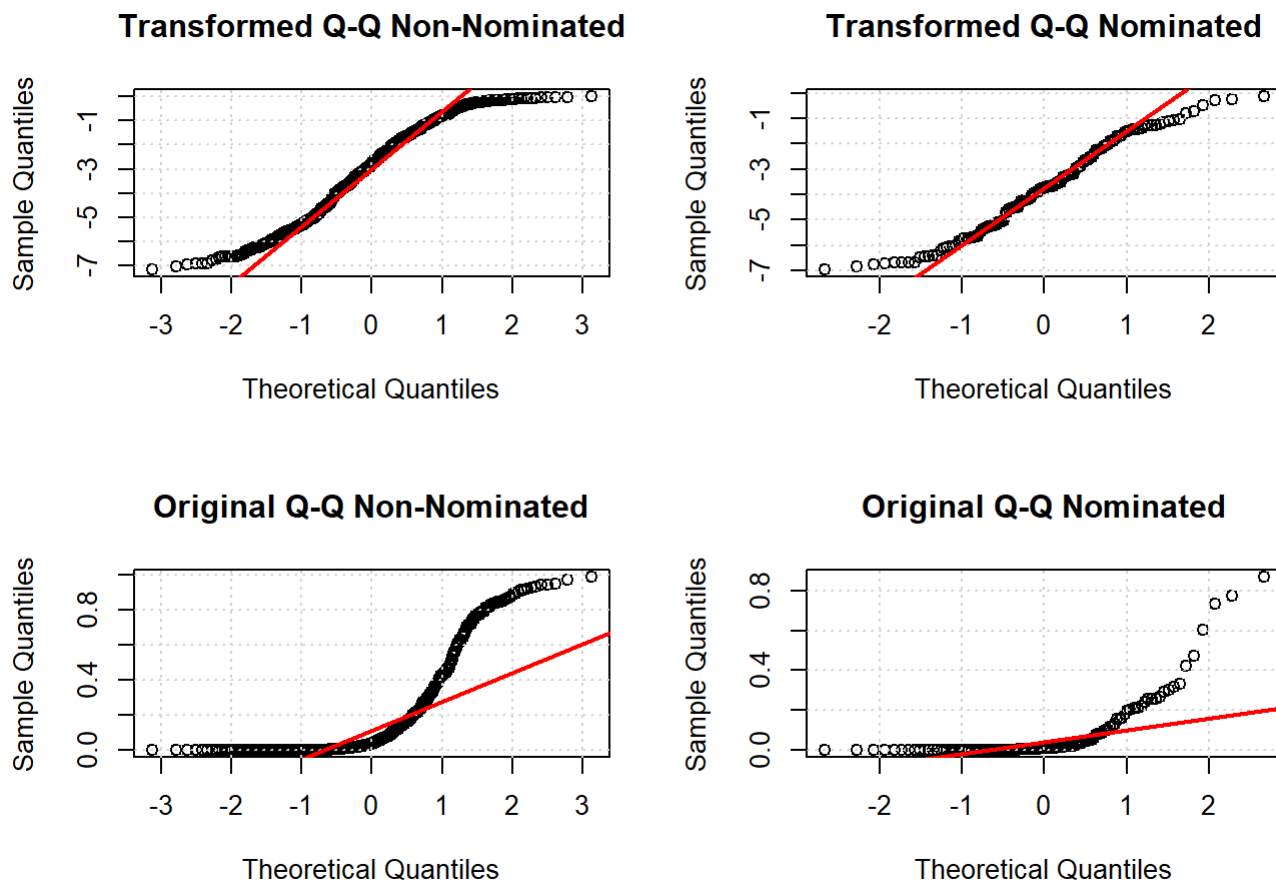 Transformed Q-Q Non-Nominated
Sample Quantiles
-1
-3
-5
-7
-3 -2 -1 0 1 2 3
Theoretical Quantiles
Transformed Q-Q Nominated
Sample Quantiles
-1
-3
-5
-7
-2 -1 0 1 2
Theoretical Quantiles
Original Q-Q Non-Nominated
Sample Quantiles
0.8
0.4
0.0
-3 -2 -1 0 1 2 3
Theoretical Quantiles
Original Q-Q Nominated
Sample Quantiles
0.8
0.4
0.0
-2 -1 0 1 2
Theoretical Quantiles